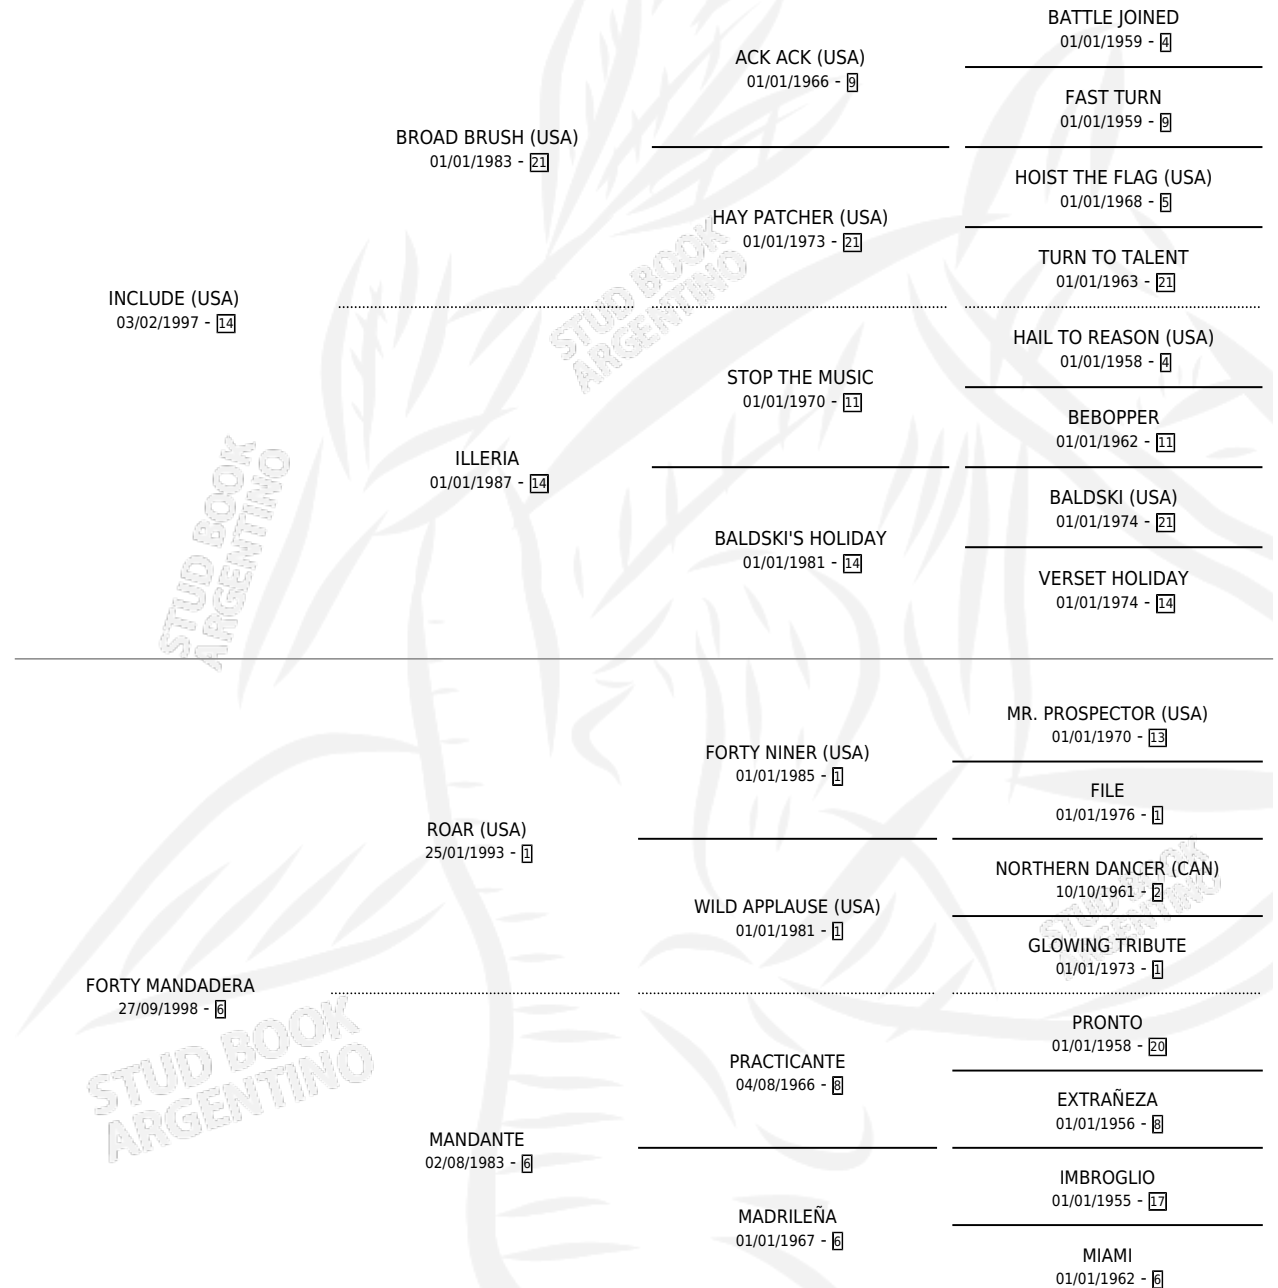 BATTLE JOINED
01/01/1959 - 4
ACK ACK (USA)
01/01/1966 - 9
FAST TURN
01/01/1959 - 9
BROAD BRUSH (USA)
01/01/1983 - 21
HOIST THE FLAG (USA)
01/01/1968 - 5
HAY PATCHER (USA)
01/01/1973 - 21
TURN TO TALENT
01/01/1963 - 21
INCLUDE (USA)
03/02/1997 - 14
STUD BOOK
ARGENTINO
HAIL TO REASON (USA)
01/01/1958 - 4
STOP THE MUSIC
01/01/1970 - 11
BEBOPPER
01/01/1962 - 11
ILLERIA
01/01/1987 - 14
BALDSKI (USA)
01/01/1974 - 21
BALDSKI'S HOLIDAY
01/01/1981 - 14
VERSET HOLIDAY
01/01/1974 - 14
STUD BOOK
ARGENTINO
MR. PROSPECTOR (USA)
01/01/1970 - 13
FORTY NINER (USA)
01/01/1985 - 1
FILE
01/01/1976 - 1
ROAR (USA)
25/01/1993 - 1
NORTHERN DANCER (CAN)
10/10/1961 - 2
WILD APPLAUSE (USA)
01/01/1981 - 1
STUD BOOK
ARGENTINO
GLOWING TRIBUTE
01/01/1973 - 1
FORTY MANDADERA
27/09/1998 - 6
STUD BOOK
ARGENTINO
PRONTO
01/01/1958 - 20
PRACTICANTE
04/08/1966 - 8
EXTRAÑEZA
01/01/1956 - 8
MANDANTE
02/08/1983 - 6
IMBROGLIO
01/01/1955 - 17
MADRILEÑA
01/01/1967 - 6
MIAMI
01/01/1962 - 6